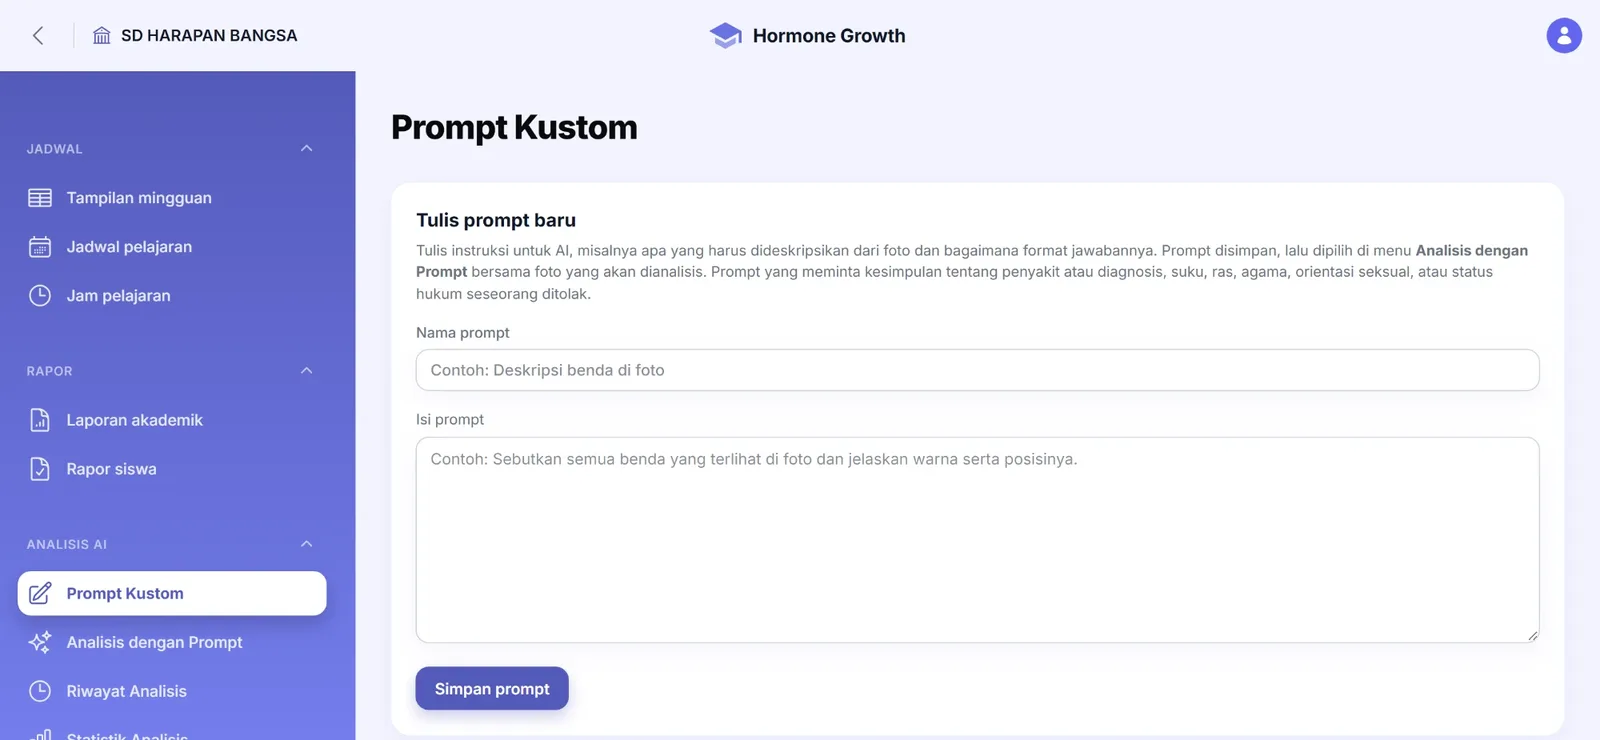 SD HARAPAN BANGSA
Hormone Growth
JADWAL
Tampilan mingguan
Jadwal pelajaran
Jam pelajaran
RAPOR
Laporan akademik
Rapor siswa
ANALISIS AI
Prompt Kustom
Analisis dengan Prompt
Riwayat Analisis
Statistik Analisis
Prompt Kustom
Tulis prompt baru
Tulis instruksi untuk AI, misalnya apa yang harus dideskripsikan dari foto dan bagaimana format jawabannya. Prompt disimpan, lalu dipilih di menu Analisis dengan
Prompt bersama foto yang akan dianalisis. Prompt yang meminta kesimpulan tentang penyakit atau diagnosis, suku, ras, agama, orientasi seksual, atau status
hukum seseorang ditolak.
Nama prompt
Contoh: Deskripsi benda di foto
Isi prompt
Contoh: Sebutkan semua benda yang terlihat di foto dan jelaskan warna serta posisinya.
Simpan prompt